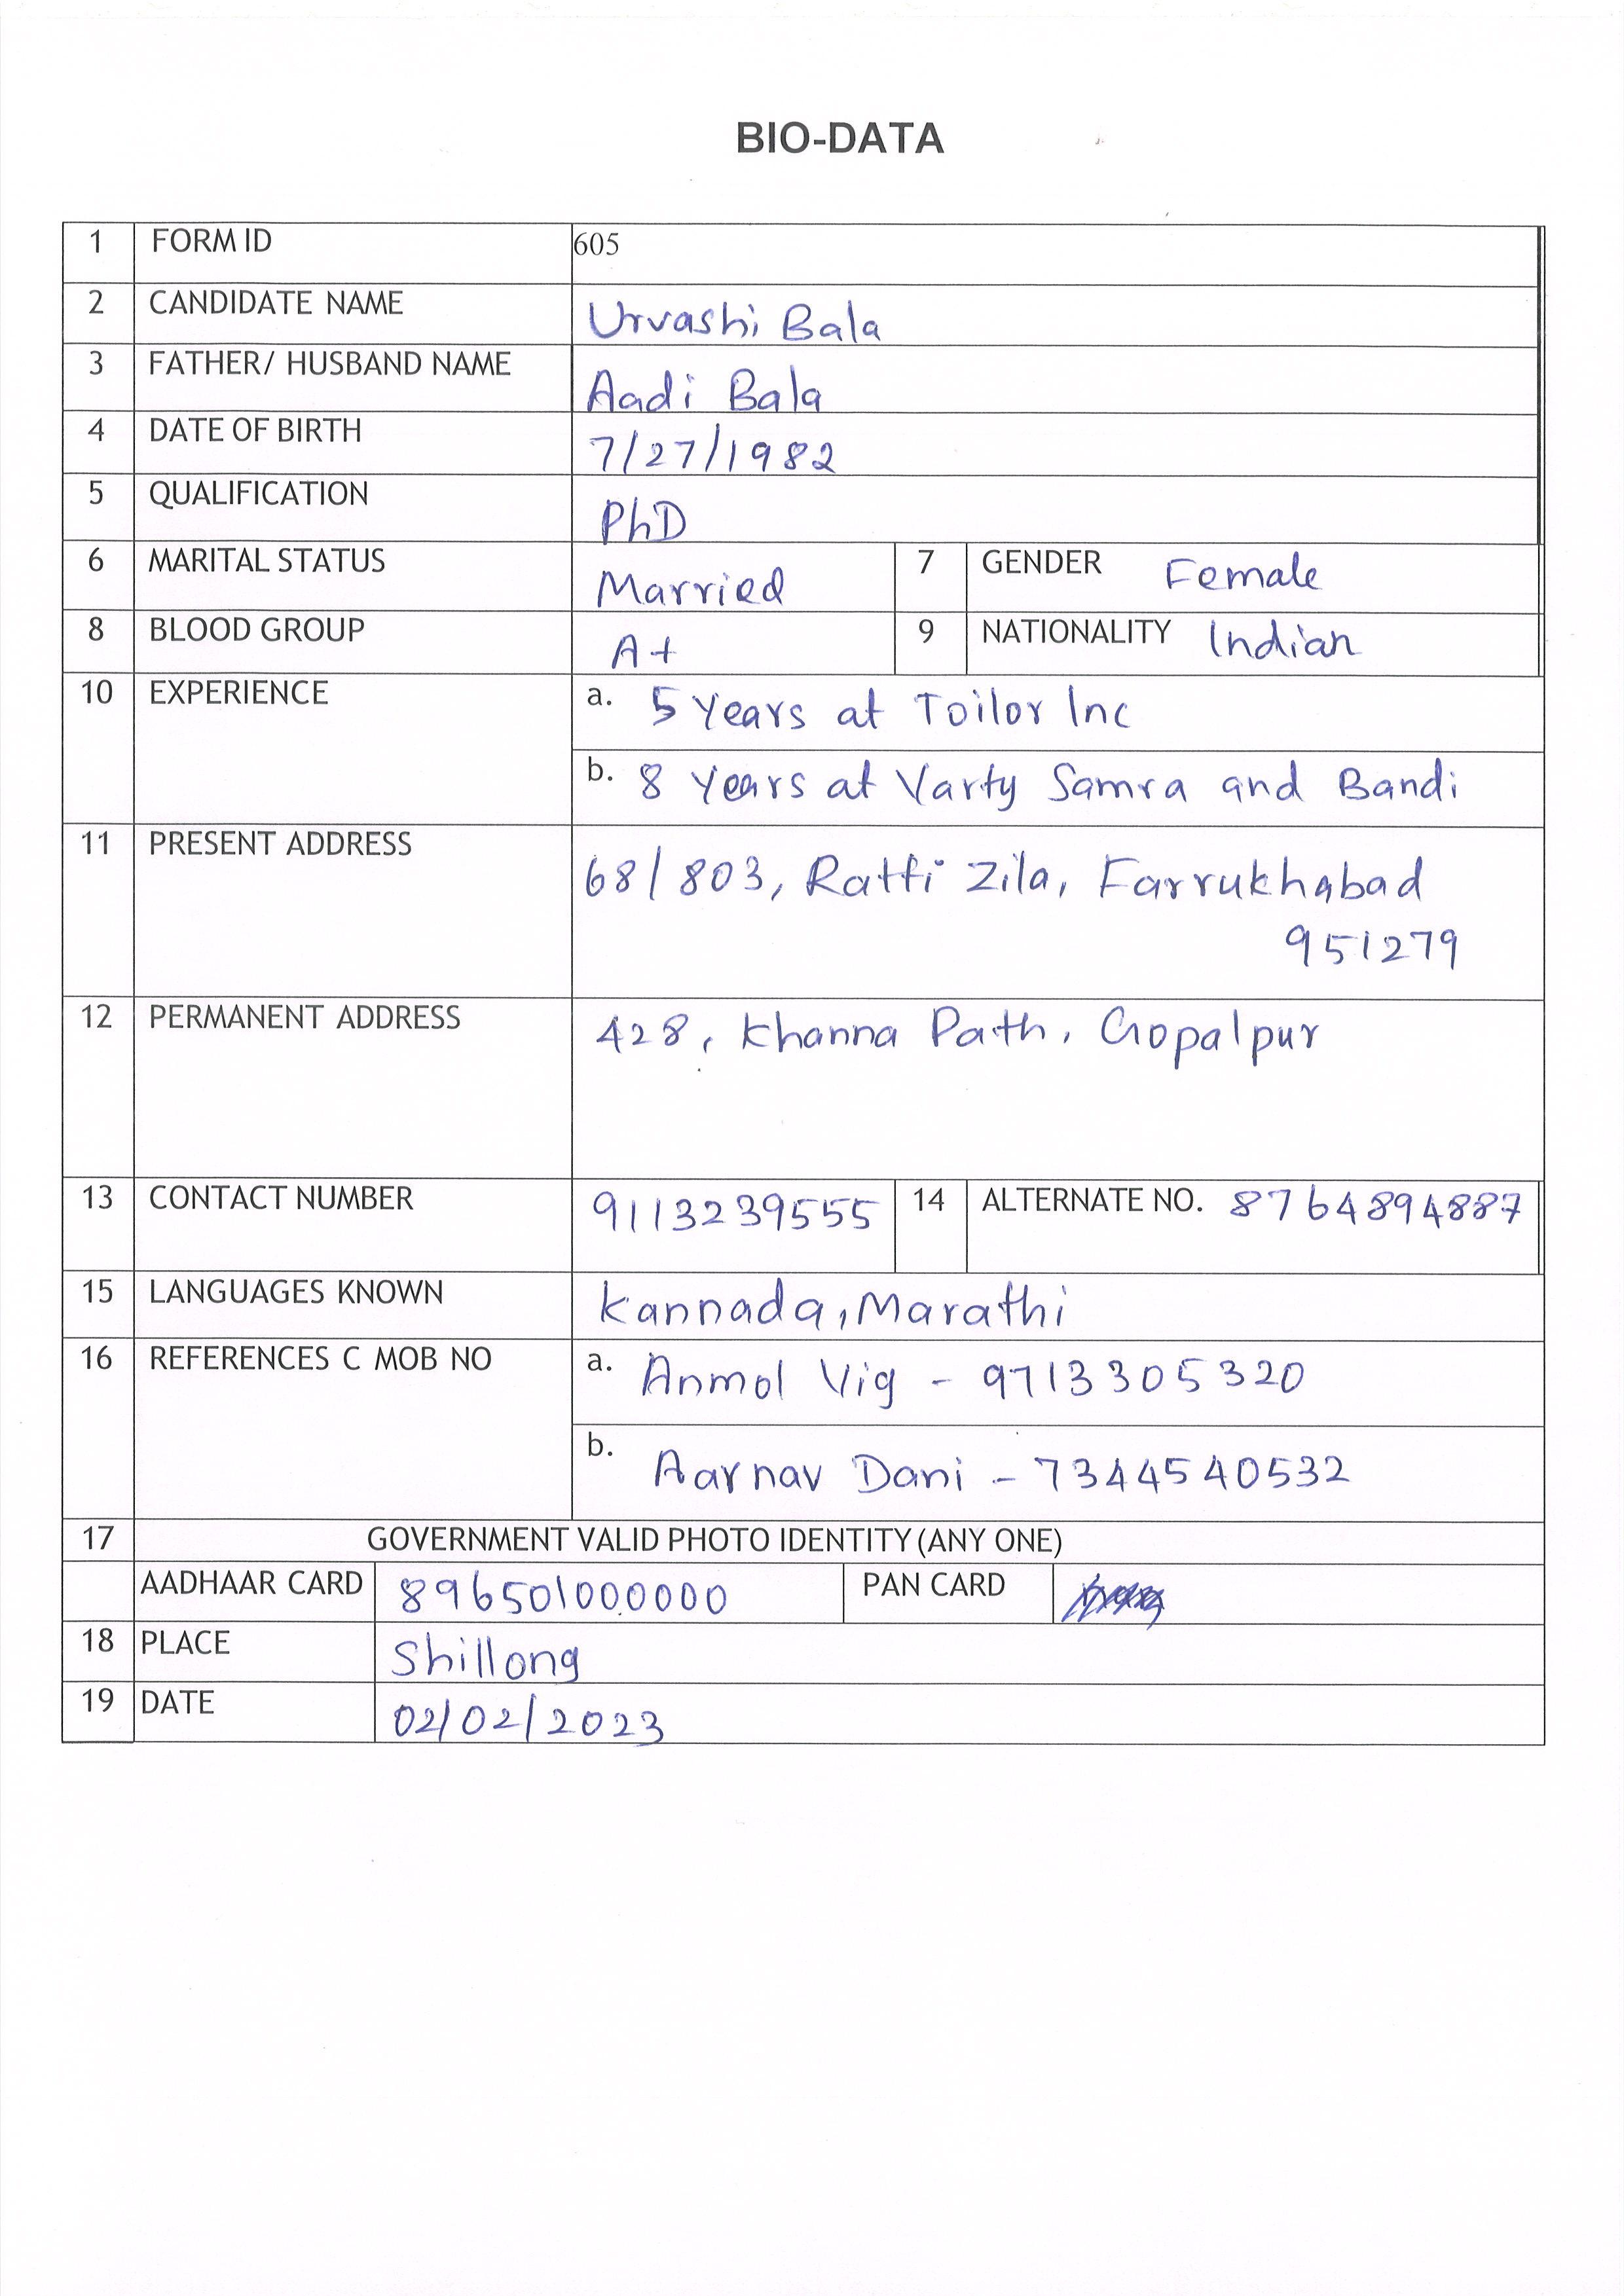 BIO-DATA
1 FORM ID 605
2 CANDIDATE NAME Urvashi Bala
3 FATHER/ HUSBAND NAME Aadi Bala
4 DATE OF BIRTH 7/27/1982
5 QUALIFICATION PhD
6 MARITAL STATUS Married 7 GENDER Female
8 BLOOD GROUP A+ 9 NATIONALITY Indian
10 EXPERIENCE a. 5 Years at Toilor Inc
b. 8 Years at Varty Samra and Bandi
11 PRESENT ADDRESS 68/803, Ratti Zila, Farrukhabad
951279
12 PERMANENT ADDRESS 428, Khanna Path, Gopalpur
13 CONTACT NUMBER 9113239555 14 ALTERNATE NO. 8764894887
15 LANGUAGES KNOWN Kannada, Marathi
16 REFERENCES C MOB NO a. Anmol Vig - 9713305320
b. Aarnav Dani - 7344540532
17 GOVERNMENT VALID PHOTO IDENTITY (ANY ONE)
AADHAAR CARD 896501000000 PAN CARD
18 PLACE Shillong
19 DATE 02/02/2023